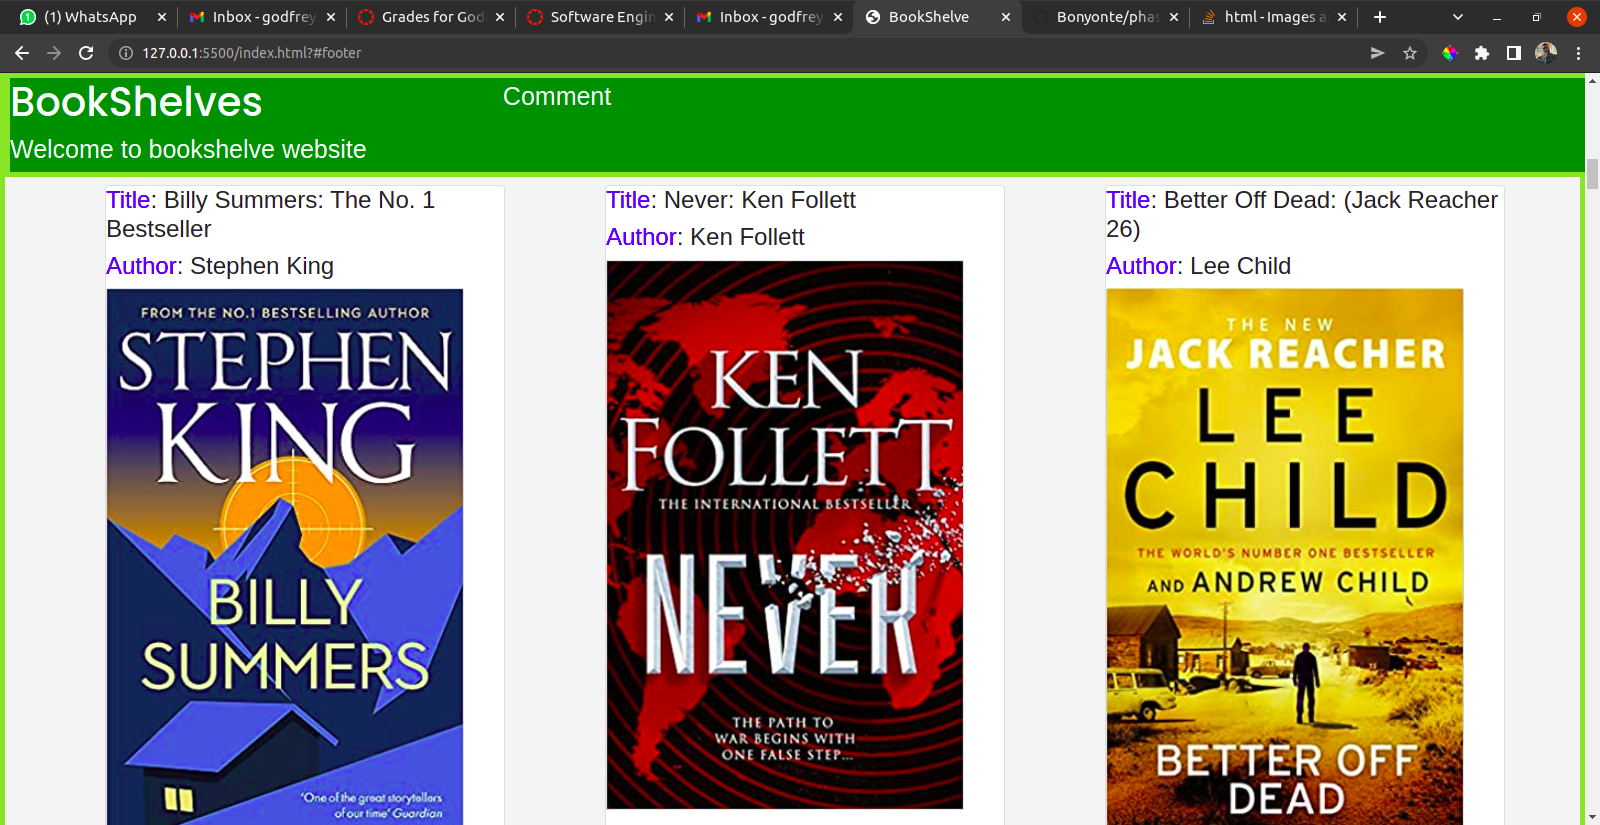 (1) WhatsApp
Inbox - godfrey
Grades for God
Software Engin
Inbox - godfrey
BookShelve
Bonyonte/phas
html - Images a
127.0.0.1:5500/index.html?#footer
BookShelves
Comment
Welcome to bookshelve website
Title: Billy Summers: The No. 1
Bestseller
Author: Stephen King
FROM THE NO.1 BESTSELLING AUTHOR
STEPHEN
KING
BILLY
SUMMERS
'One of the great storytellers
of our time' Guardian
Title: Never: Ken Follett
Author: Ken Follett
KEN
FOLLETT
THE INTERNATIONAL BESTSELLER
NEVER
THE PATH TO
WAR BEGINS WITH
ONE FALSE STEP...
Title: Better Off Dead: (Jack Reacher
26)
Author: Lee Child
THE NEW
JACK REACHER
LEE
CHILD
THE WORLD'S NUMBER ONE BESTSELLER
AND ANDREW CHILD
BETTER OFF
DEAD